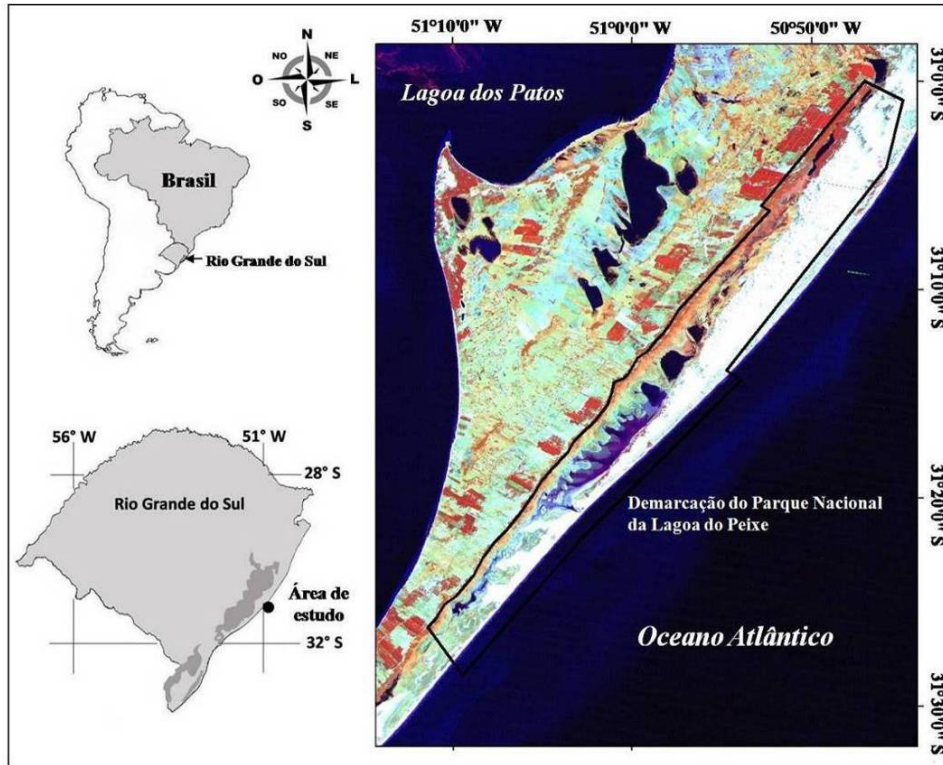 N
NO
NE
O
L
SO
SE
S
Brasil
Rio Grande do Sul
56° W
51° W
28° S
Rio Grande do Sul
Área de
estudo
32° S
51°10'0" W
51°0'0" W
50°50'0" W
31°0'0"S
31°10'0"S
31°20'0"S
31°30'0"S
Lagoa dos Patos
Demarcação do Parque Nacional
da Lagoa do Peixe
Oceano Atlântico